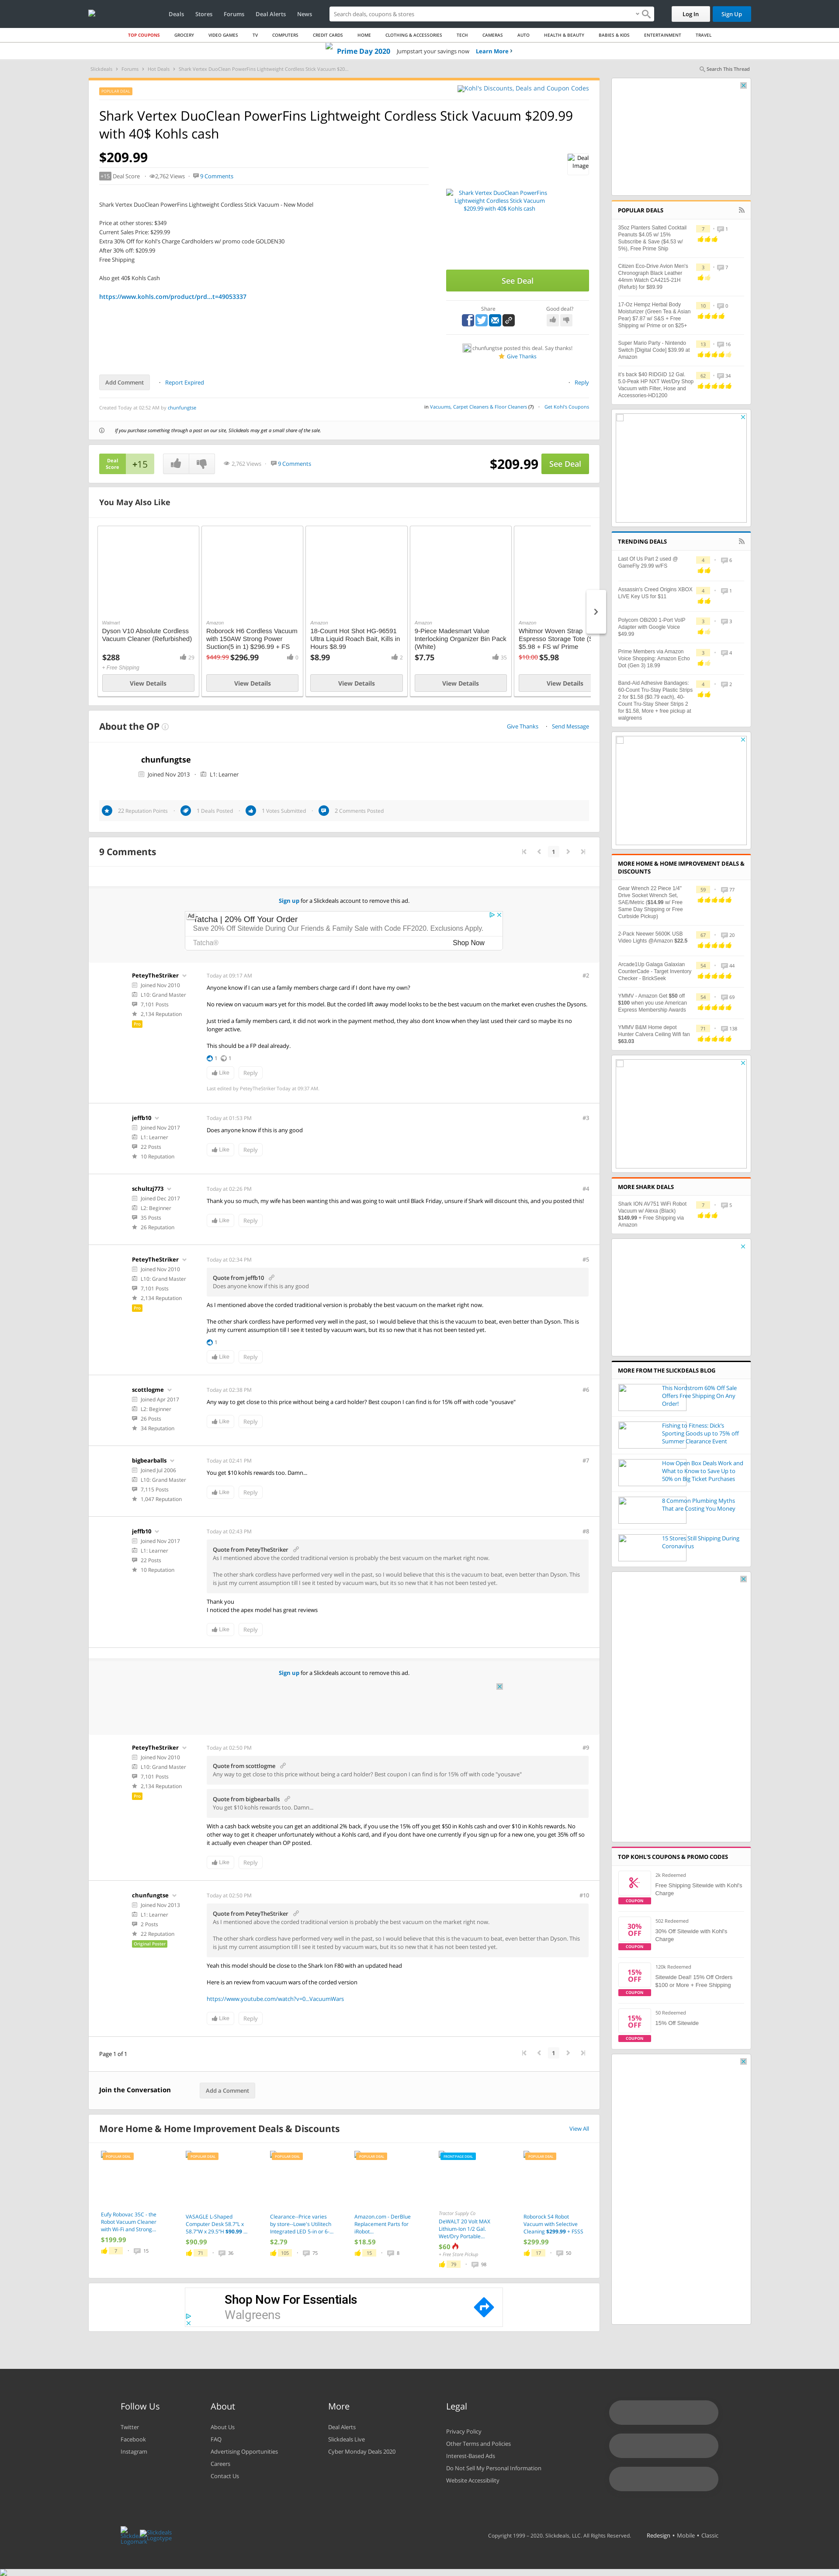 Deals
Stores
Forums
Deal Alerts
News
Search deals, coupons & stores
Log In
Sign Up
TOP COUPONS
GROCERY
VIDEO GAMES
TV
COMPUTERS
CREDIT CARDS
HOME
CLOTHING & ACCESSORIES
TECH
CAMERAS
AUTO
HEALTH & BEAUTY
BABIES & KIDS
ENTERTAINMENT
TRAVEL
Prime Day 2020 Jumpstart your savings now Learn More
Slickdeals > Forums > Hot Deals > Shark Vertex DuoClean PowerFins Lightweight Cordless Stick Vacuum $20...
Search This Thread
POPULAR DEAL
Kohl's Discounts, Deals and Coupon Codes
Shark Vertex DuoClean PowerFins Lightweight Cordless Stick Vacuum $209.99
with 40$ Kohls cash
$209.99
+15 Deal Score
2,762 Views
9 Comments
Deal
image
Shark Vertex DuoClean PowerFins Lightweight Cordless Stick Vacuum - New Model
Price at other stores: $349
Current Sales Price: $299.99
Extra 30% Off for Kohl's Charge Cardholders w/ promo code GOLDEN30
After 30% off: $209.99
Free Shipping
Also get 40$ Kohls Cash
https://www.kohls.com/product/prd...t=49053337
Shark Vertex DuoClean PowerFins
Lightweight Cordless Stick Vacuum
$209.99 with 40$ Kohls cash
See Deal
Share
Good deal?
chunfungtse posted this deal. Say thanks!
Give Thanks
Add Comment
Report Expired
Reply
Created Today at 02:52 AM by chunfungtse
in Vacuums, Carpet Cleaners & Floor Cleaners (7)
Get Kohl's Coupons
If you purchase something through a post on our site, Slickdeals may get a small share of the sale.
Deal
Score
+15
2,762 Views
9 Comments
$209.99
See Deal
You May Also Like
Walmart
Dyson V10 Absolute Cordless
Vacuum Cleaner (Refurbished)
$288
29
+ Free Shipping
View Details
Amazon
Roborock H6 Cordless Vacuum
with 150AW Strong Power
Suction(5 in 1) $296.99 + FS
$449.99 $296.99
0
View Details
Amazon
18-Count Hot Shot HG-96591
Ultra Liquid Roach Bait, Kills in
Hours $8.99
$8.99
2
View Details
Amazon
9-Piece Madesmart Value
Interlocking Organizer Bin Pack
(White)
$7.75
35
View Details
Amazon
Whitmor Woven Strap
Espresso Storage Tote (S
$5.98 + FS w/ Prime
$10.00 $5.98
View Details
About the OP
Give Thanks
Send Message
chunfungtse
Joined Nov 2013
L1: Learner
22 Reputation Points
1 Deals Posted
1 Votes Submitted
2 Comments Posted
9 Comments
1
Sign up for a Slickdeals account to remove this ad.
Ad
Tatcha | 20% Off Your Order
Save 20% Off Sitewide During Our Friends & Family Sale with Code FF2020. Exclusions Apply.
Tatcha®
Shop Now
PeteyTheStriker
Joined Nov 2010
L10: Grand Master
7,101 Posts
2,134 Reputation
Pro
Today at 09:17 AM
#2
Anyone know if I can use a family members charge card if I dont have my own?
No review on vacuum wars yet for this model. But the corded lift away model looks to be the best vacuum on the market even crushes the Dysons.
Just tried a family members card, it did not work in the payment method, they also dont know when they last used their card so maybe its no
longer active.
This should be a FP deal already.
1
1
Like
Reply
Last edited by PeteyTheStriker Today at 09:37 AM
jeffb10
Joined Nov 2017
L1: Learner
22 Posts
10 Reputation
Today at 01:53 PM
#3
Does anyone know if this is any good
Like
Reply
schultzj773
Joined Dec 2017
L2: Beginner
35 Posts
26 Reputation
Today at 02:26 PM
#4
Thank you so much, my wife has been wanting this and was going to wait until Black Friday, unsure if Shark will discount this, and you posted this!
Like
Reply
PeteyTheStriker
Joined Nov 2010
L10: Grand Master
7,101 Posts
2,134 Reputation
Pro
Today at 02:34 PM
#5
Quote from jeffb10
Does anyone know if this is any good
As I mentioned above the corded traditional version is probably the best vacuum on the market right now.
The other shark cordless have performed very well in the past, so I would believe that this is the vacuum to beat, even better than Dyson. This is
just my current assumption till I see it tested by vacuum wars, but its so new that it has not been tested yet.
1
Like
Reply
scottlogme
Joined Apr 2017
L2: Beginner
26 Posts
34 Reputation
Today at 02:38 PM
#6
Any way to get close to this price without being a card holder? Best coupon I can find is for 15% off with code "yousave"
Like
Reply
bigbearballs
Joined Jul 2006
L10: Grand Master
7,115 Posts
1,047 Reputation
Today at 02:41 PM
#7
You get $10 kohls rewards too. Damn...
Like
Reply
jeffb10
Joined Nov 2017
L1: Learner
22 Posts
10 Reputation
Today at 02:43 PM
#8
Quote from PeteyTheStriker
As I mentioned above the corded traditional version is probably the best vacuum on the market right now.
The other shark cordless have performed very well in the past, so I would believe that this is the vacuum to beat, even better than Dyson. This
is just my current assumption till I see it tested by vacuum wars, but its so new that it has not been tested yet.
Thank you
I noticed the apex model has great reviews
Like
Reply
Sign up for a Slickdeals account to remove this ad.
PeteyTheStriker
Joined Nov 2010
L10: Grand Master
7,101 Posts
2,134 Reputation
Pro
Today at 02:50 PM
#9
Quote from scottlogme
Any way to get close to this price without being a card holder? Best coupon I can find is for 15% off with code "yousave"
Quote from bigbearballs
You get $10 kohls rewards too. Damn...
With a cash back website you can get an additional 2% back, if you use the 15% off you get $50 in Kohls cash and over $10 in Kohls rewards. No
other way to get it cheaper unfortunately without a Kohls card, and if you dont have one currently if you sign up for a new one, you get 35% off so
it actually even cheaper than OP posted.
Like
Reply
chunfungtse
Joined Nov 2013
L1: Learner
2 Posts
22 Reputation
Original Poster
Today at 02:50 PM
#10
Quote from PeteyTheStriker
As I mentioned above the corded traditional version is probably the best vacuum on the market right now.
The other shark cordless have performed very well in the past, so I would believe that this is the vacuum to beat, even better than Dyson. This
is just my current assumption till I see it tested by vacuum wars, but its so new that it has not been tested yet.
Yeah this model should be close to the Shark Ion F80 with an updated head
Here is an review from vacuum wars of the corded version
https://www.youtube.com/watch?v=0...VacuumWars
Like
Reply
Page 1 of 1
1
Join the Conversation
Add a Comment
More Home & Home Improvement Deals & Discounts
View All
POPULAR DEAL
Eufy Robovac 35C - the
Robot Vacuum Cleaner
with Wi-Fi and Strong...
$199.99
7
15
POPULAR DEAL
VASAGLE L-Shaped
Computer Desk 58.7"L x
58.7"W x 29.5"H $90.99 ...
$90.99
71
36
POPULAR DEAL
Clearance--Price varies
by store--Lowe's Utilitech
Integrated LED 5-in or 6-...
$2.79
105
75
POPULAR DEAL
Amazon.com - DerBlue
Replacement Parts for
iRobot...
$18.59
15
8
FRONTPAGE DEAL
Tractor Supply Co
DeWALT 20 Volt MAX
Lithium-Ion 1/2 Gal.
Wet/Dry Portable...
$60
+ Free Store Pickup
79
98
POPULAR DEAL
Roborock S4 Robot
Vacuum with Selective
Cleaning $299.99 + FSSS
$299.99
17
50
Shop Now For Essentials
Walgreens
POPULAR DEALS
35oz Planters Salted Cocktail
Peanuts $4.05 w/ 15%
Subscribe & Save ($4.53 w/
5%), Free Prime Ship
7
1
Citizen Eco-Drive Avion Men's
Chronograph Black Leather
44mm Watch CA4215-21H
(Refurb) for $89.99
3
7
17-Oz Hempz Herbal Body
Moisturizer (Green Tea & Asian
Pear) $7.87 w/ S&S + Free
Shipping w/ Prime or on $25+
10
0
Super Mario Party - Nintendo
Switch [Digital Code] $39.99 at
Amazon
13
16
It's back $40 RIDGID 12 Gal.
5.0-Peak HP NXT Wet/Dry Shop
Vacuum with Filter, Hose and
Accessories-HD1200
62
34
TRENDING DEALS
Last Of Us Part 2 used @
GameFly 29.99 w/FS
4
6
Assassin's Creed Origins XBOX
LIVE Key US for $11
4
1
Polycom OBi200 1-Port VoIP
Adapter with Google Voice
$49.99
3
3
Prime Members via Amazon
Voice Shopping: Amazon Echo
Dot (Gen 3) 18.99
3
4
Band-Aid Adhesive Bandages:
60-Count Tru-Stay Plastic Strips
2 for $1.58 ($0.79 each), 40-
Count Tru-Stay Sheer Strips 2
for $1.58, More + free pickup at
walgreens
4
2
MORE HOME & HOME IMPROVEMENT DEALS &
DISCOUNTS
Gear Wrench 22 Piece 1/4"
Drive Socket Wrench Set,
SAE/Metric ($14.99 w/ Free
Same Day Shipping or Free
Curbside Pickup)
59
77
2-Pack Neewer 5600K USB
Video Lights @Amazon $22.5
67
20
Arcade1Up Galaga Galaxian
CounterCade - Target Inventory
Checker - BrickSeek
54
44
YMMV - Amazon Get $50 off
$100 when you use American
Express Membership Awards
54
69
YMMV B&M Home depot
Hunter Calvera Ceiling Wifi fan
$63.03
71
138
MORE SHARK DEALS
Shark ION AV751 WiFi Robot
Vacuum w/ Alexa (Black)
$149.99 + Free Shipping via
Amazon
7
5
MORE FROM THE SLICKDEALS BLOG
This Nordstrom 60% Off Sale
Offers Free Shipping On Any
Order!
Fishing to Fitness: Dick's
Sporting Goods up to 75% off
Summer Clearance Event
How Open Box Deals Work and
What to Know to Save Up to
50% on Big Ticket Purchases
8 Common Plumbing Myths
That are Costing You Money
15 Stores Still Shipping During
Coronavirus
TOP KOHL'S COUPONS & PROMO CODES
COUPON
2k Redeemed
Free Shipping Sitewide with Kohl's
Charge
30%
OFF
COUPON
502 Redeemed
30% Off Sitewide with Kohl's
Charge
15%
OFF
COUPON
120k Redeemed
Sitewide Deal! 15% Off Orders
$100 or More + Free Shipping
15%
OFF
COUPON
50 Redeemed
15% Off Sitewide
Follow Us
Twitter
Facebook
Instagram
About
About Us
FAQ
Advertising Opportunities
Careers
Contact Us
More
Deal Alerts
Slickdeals Live
Cyber Monday Deals 2020
Legal
Privacy Policy
Other Terms and Policies
Interest-Based Ads
Do Not Sell My Personal Information
Website Accessibility
Slickdeals
Logomark
Slickdeals
Logotype
Copyright 1999 – 2020. Slickdeals, LLC. All Rights Reserved.
Redesign • Mobile • Classic